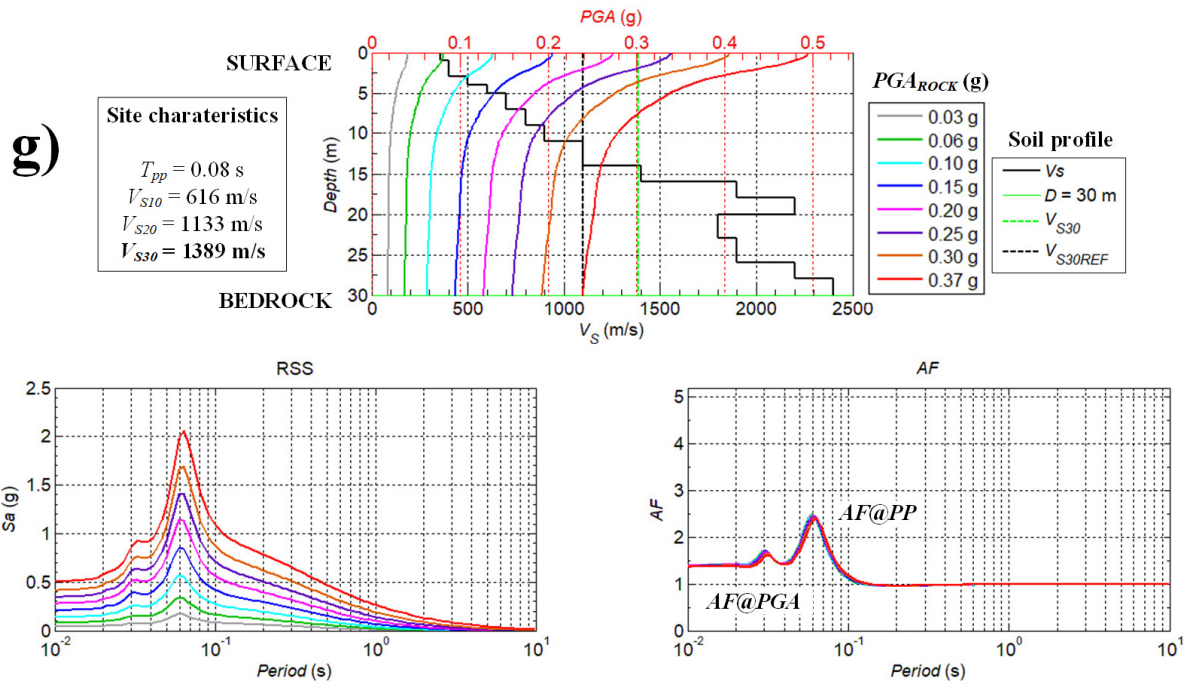 g)
PGA (g)
0 0.1 0.2 0.3 0.4 0.5
SURFACE
BEDROCK
Site charateristics
Tpp = 0.08 s
VS10 = 616 m/s
VS20 = 1133 m/s
VS30 = 1389 m/s
Depth (m)
0
5
10
15
20
25
30
0 500 1000 1500 2000 2500
VS (m/s)
PGAROCK (g)
0.03 g
0.06 g
0.10 g
0.15 g
0.20 g
0.25 g
0.30 g
0.37 g
Soil profile
Vs
D = 30 m
VS30
VS30REF
RSS
Sa (g)
2.5
2
1.5
1
0.5
0
10-2 10-1 100 101
Period (s)
AF
AF
5
4
3
2
1
0
AF@PP
AF@PGA
10-2 10-1 100 101
Period (s)